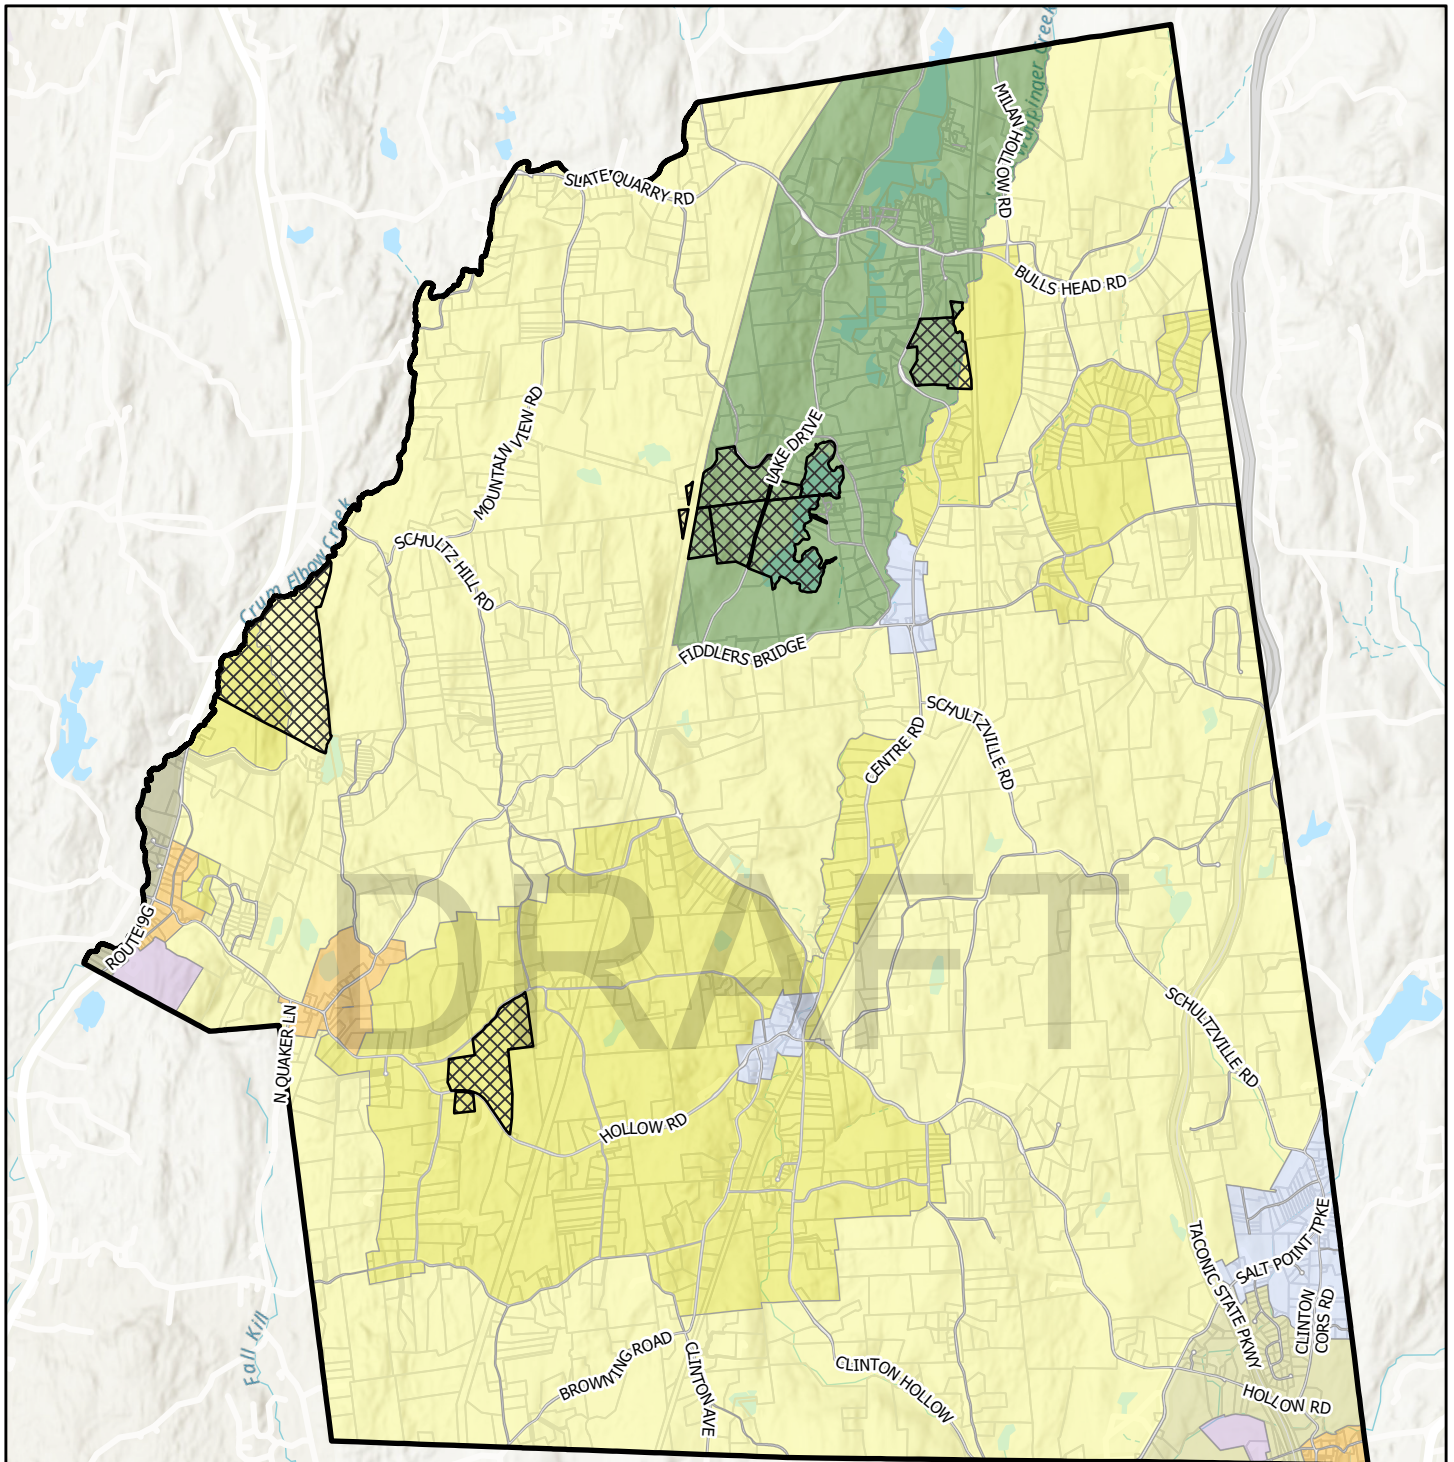 Wappinger Creek
MILAN HOLLOW RD
SLATE QUARRY RD
BULLS HEAD RD
MOUNTAIN VIEW RD
LAKE DRIVE
Crum Elbow Creek
SCHULTZ HILL RD
FIDDLERS BRIDGE
SCHULTZVILLE RD
CENTRE RD
DRAFT
ROUTE 9G
N QUAKER LN
SCHULTZVILLE RD
HOLLOW RD
SALT POINT TPKE
TACONIC STATE PKWY
CLINTON
CORS RD
Fall Kill
BROWNING ROAD
CLINTON AVE
CLINTON HOLLOW
HOLLOW RD